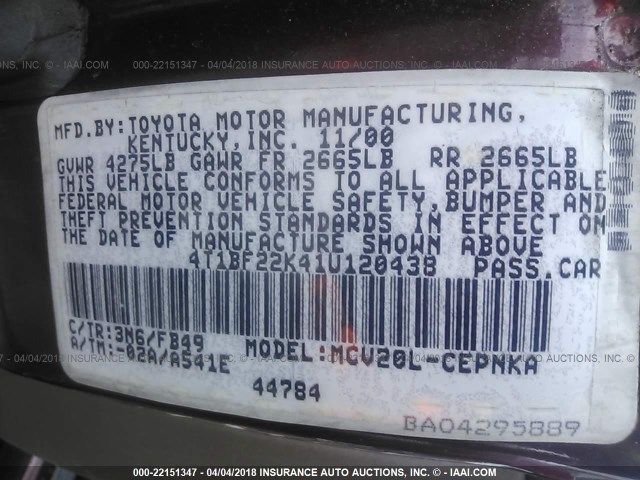 000-22151347 - 04/04/2018 INSURANCE AUTO AUCTIONS, INC. - © IAAI.COM
MFD.BY:TOYOTA MOTOR MANUFACTURING,
KENTUCKY,INC. 11/00
GVWR 4275LB GAWR FR 2665LB RR 2665LB
THIS VEHICLE CONFORMS TO ALL APPLICABLE
FEDERAL MOTOR VEHICLE SAFETY,BUMPER AND
THEFT PREVENTION STANDARDS IN EFFECT ON
THE DATE OF MANUFACTURE SHOWN ABOVE
4T1BF22K41U120438 PASS.CAR
C/TR:3N6/FB49 MODEL:MCV20L-CEPNKA
A/TM:-02A/A541E
44784
BA04295889
000-22151347 - 04/04/2018 INSURANCE AUTO AUCTIONS, INC. - © IAAI.COM